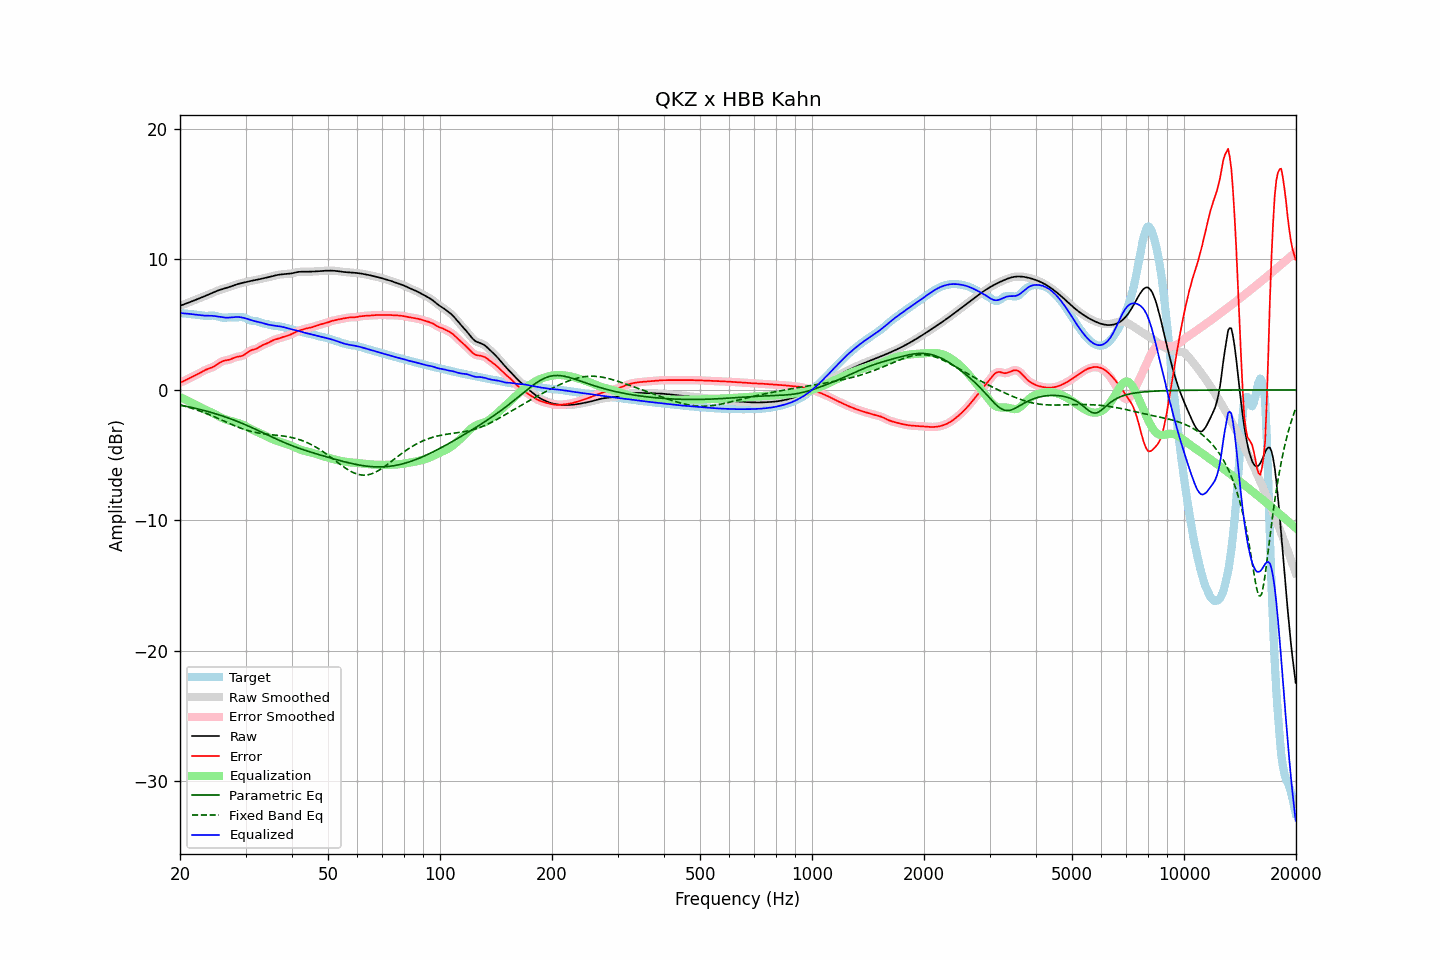 QKZ x HBB Kahn
20
10
0
−10
−20
−30
Amplitude (dBr)
Target
Raw Smoothed
Error Smoothed
Raw
Error
Equalization
Parametric Eq
Fixed Band Eq
Equalized
20 50 100 200 500 1000 2000 5000 10000 20000
Frequency (Hz)